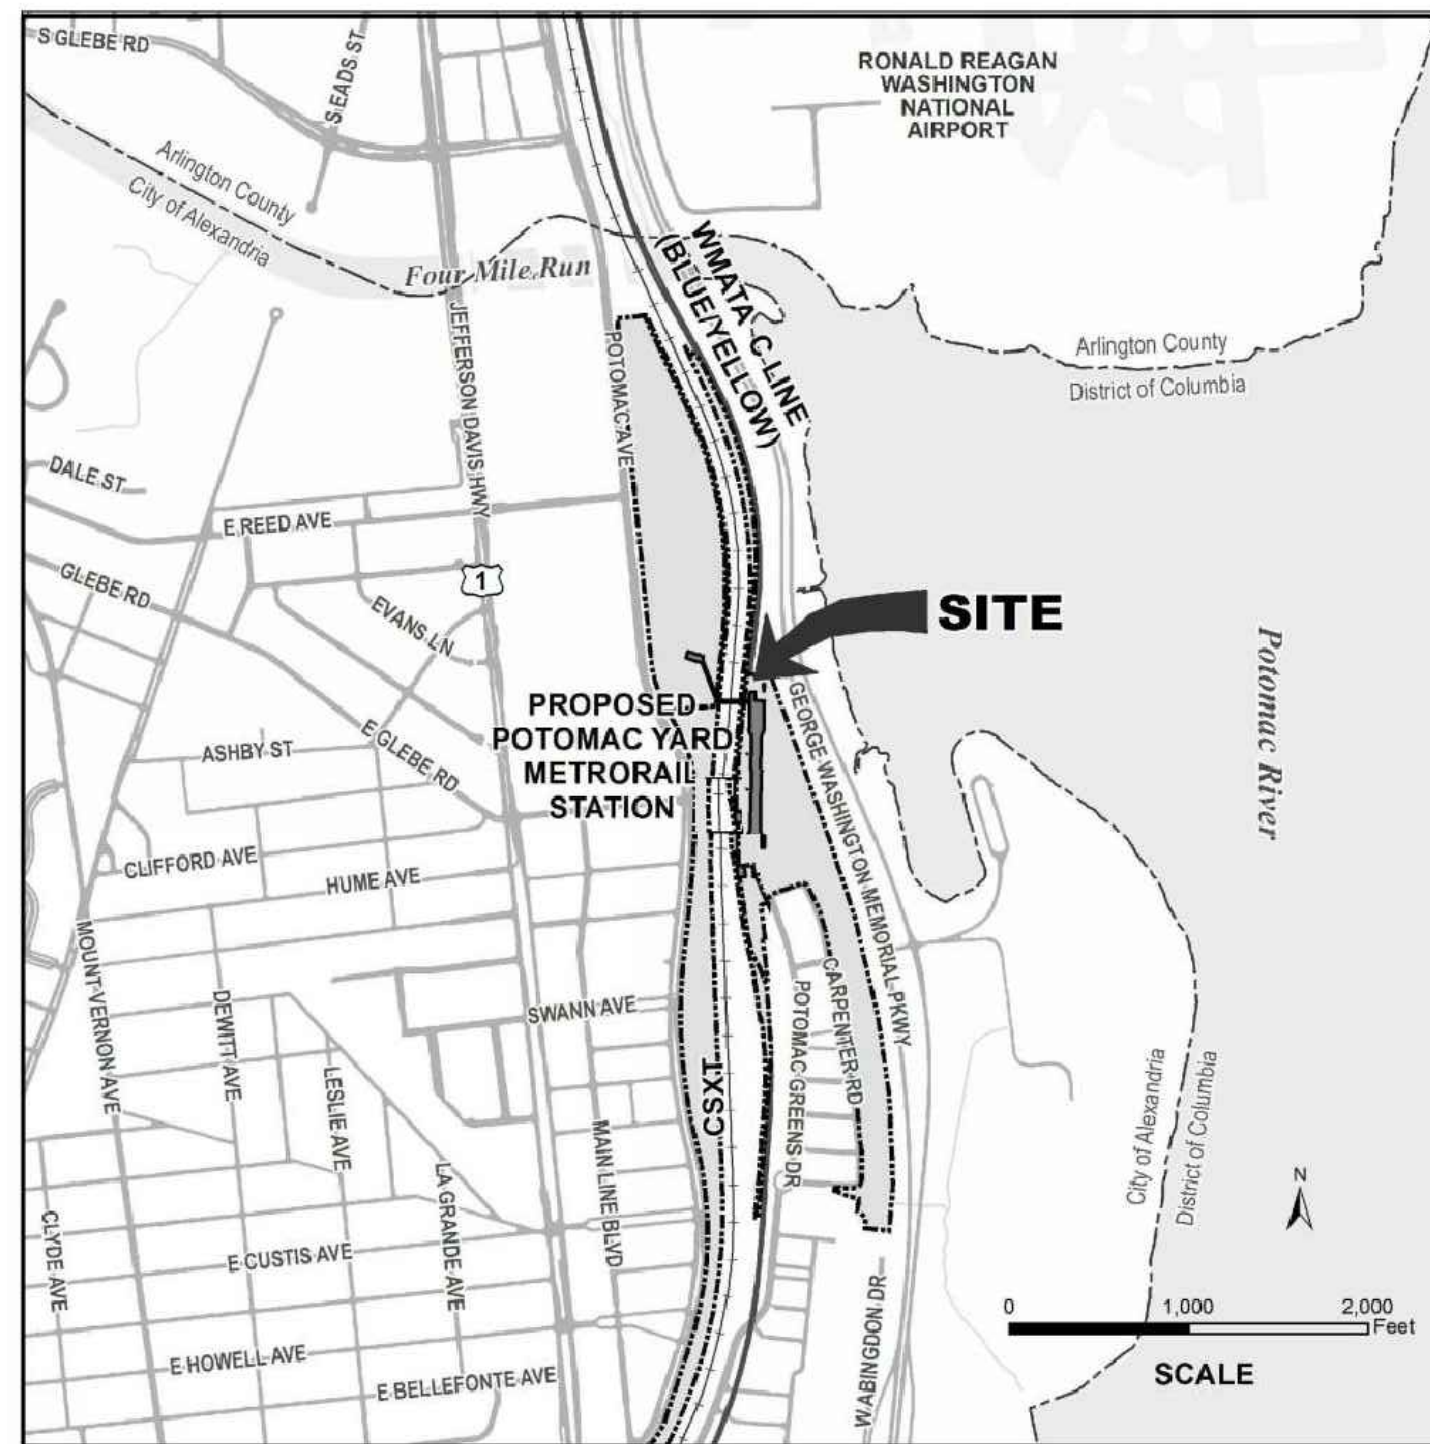 S GLEBE RD
S EADS ST
RONALD REAGAN
WASHINGTON
NATIONAL
AIRPORT
Arlington County
City of Alexandria
Four Mile Run
WMATA C-LINE
(BLUE/YELLOW)
JEFFERSON DAVIS HWY
POTOMAC AVE
Arlington County
District of Columbia
DALE ST
E REED AVE
GLEBE RD
1
EVANS LN
SITE
Potomac River
PROPOSED
POTOMAC YARD
METRORAIL
STATION
GEORGE WASHINGTON MEMORIAL PKWY
ASHBY ST
E GLEBE RD
CLIFFORD AVE
HUME AVE
MOUNT VERNON AVE
DEWITT AVE
SWANN AVE
CARPENTER RD
POTOMAC GREENS DR
LESLIE AVE
CSXT
City of Alexandria
District of Columbia
MAIN LINE BLVD
LA GRANDE AVE
CLYDE AVE
E CUSTIS AVE
N
W ABINGDON DR
0 1,000 2,000
Feet
E HOWELL AVE
E BELLEFONTE AVE
SCALE